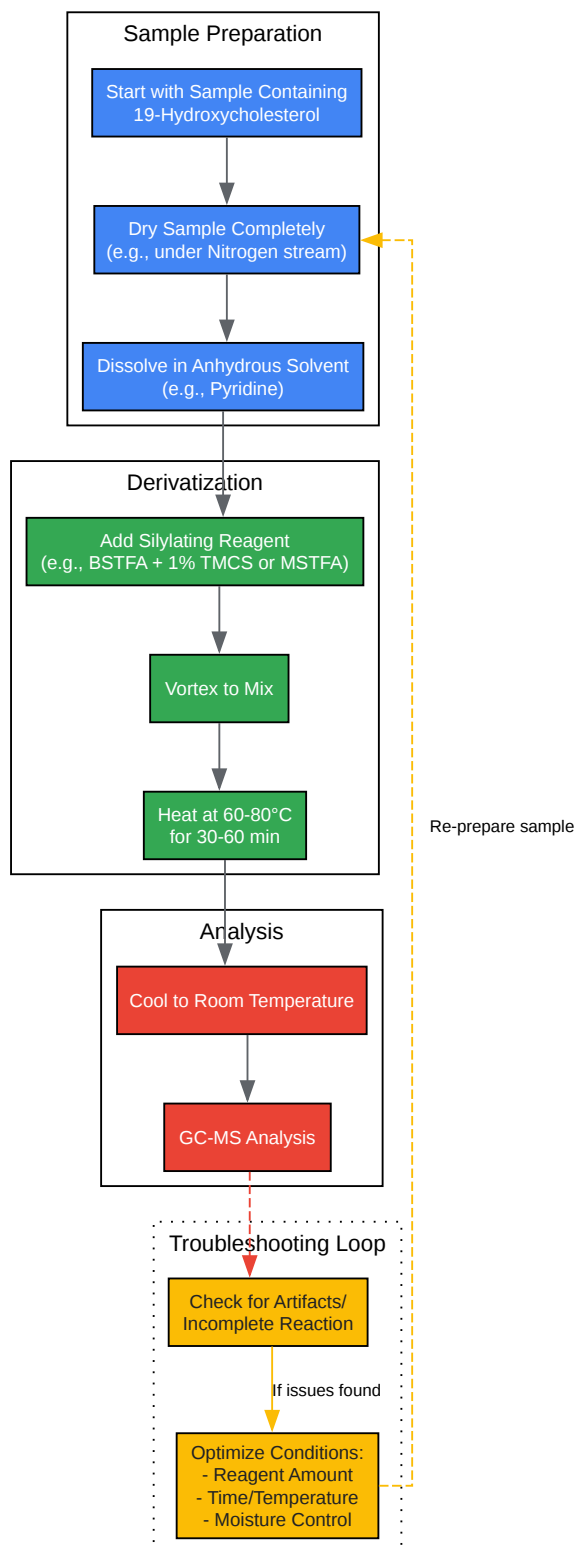 Sample Preparation
Start with Sample Containing
19-Hydroxycholesterol
Dry Sample Completely
(e.g., under Nitrogen stream)
Dissolve in Anhydrous Solvent
(e.g., Pyridine)
Derivatization
Add Silylating Reagent
(e.g., BSTFA + 1% TMCS or MSTFA)
Vortex to Mix
Heat at 60-80°C
for 30-60 min
Re-prepare sample
Analysis
Cool to Room Temperature
GC-MS Analysis
Troubleshooting Loop
Check for Artifacts/
Incomplete Reaction
If issues found
Optimize Conditions:
- Reagent Amount
- Time/Temperature
- Moisture Control